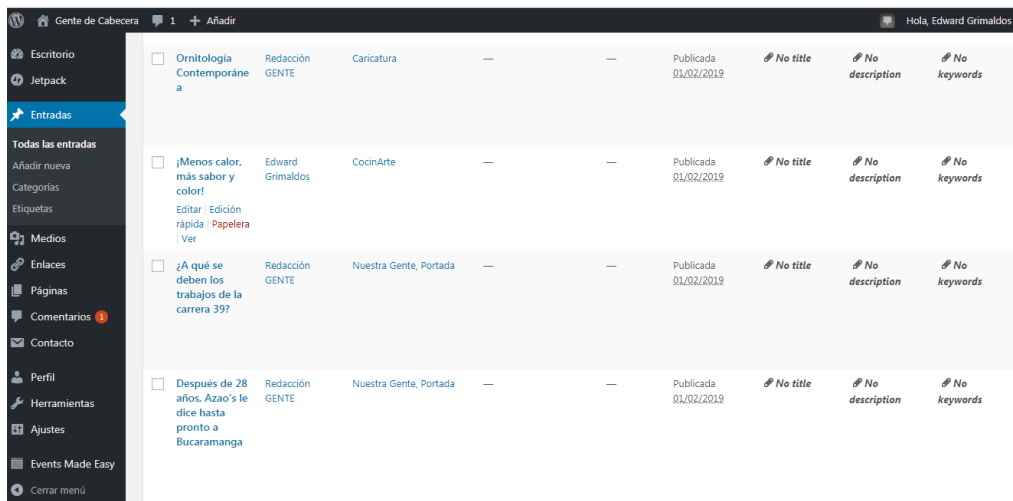 Gente de Cabecera 1 Añadir Hola, Edward Grimaldos
Escritorio
Jetpack
Entradas
Todas las entradas
Añadir nueva
Categorías
Etiquetas
Medios
Enlaces
Páginas
Comentarios 1
Contacto
Perfil
Herramientas
Ajustes
Events Made Easy
Cerrar menú
Ornitología Redacción Caricatura — — Publicada No title No No
Contemporáne GENTE 01/02/2019 description keywords
a
¡Menos calor, Edward CocinArte — — Publicada No title No No
más sabor y Grimaldos 01/02/2019 description keywords
color!
Editar | Edición
rápida | Papelera
| Ver
¿A qué se Redacción Nuestra Gente, Portada — — Publicada No title No No
deben los GENTE 01/02/2019 description keywords
trabajos de la
carrera 39?
Después de 28 Redacción Nuestra Gente, Portada — — Publicada No title No No
años, Azao's le GENTE 01/02/2019 description keywords
dice hasta
pronto a
Bucaramanga